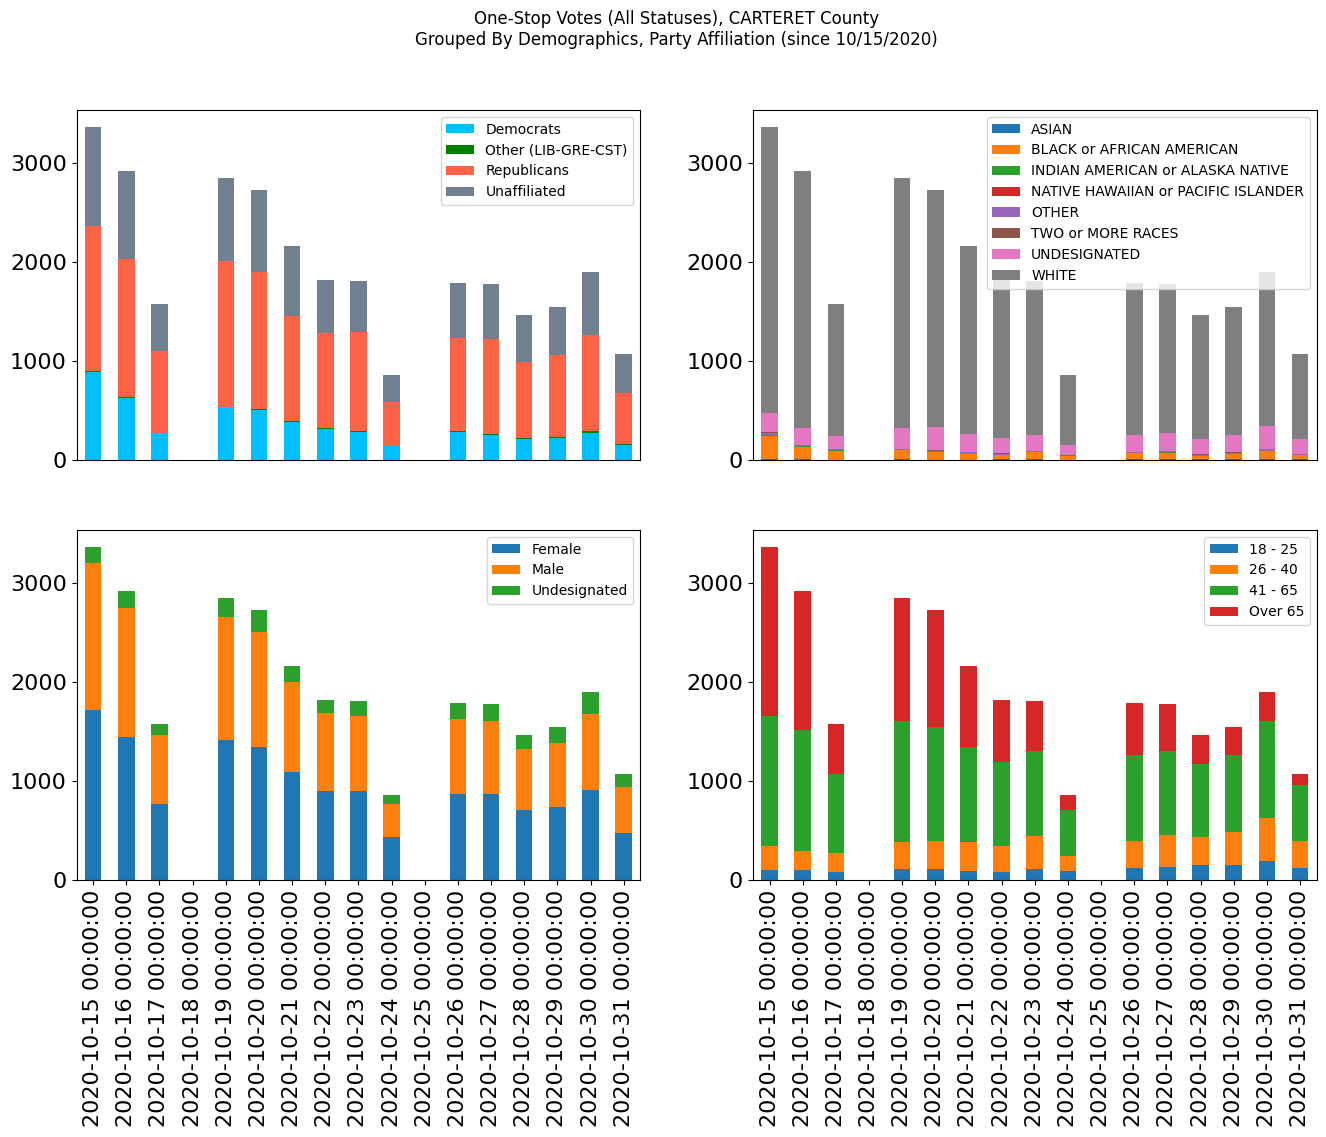 One-Stop Votes (All Statuses), CARTERET County
Grouped By Demographics, Party Affiliation (since 10/15/2020)
3000
2000
1000
0
Democrats
Other (LIB-GRE-CST)
Republicans
Unaffiliated
3000
2000
1000
0
ASIAN
BLACK or AFRICAN AMERICAN
INDIAN AMERICAN or ALASKA NATIVE
NATIVE HAWAIIAN or PACIFIC ISLANDER
OTHER
TWO or MORE RACES
UNDESIGNATED
WHITE
3000
2000
1000
0
Female
Male
Undesignated
2020-10-15 00:00:00
2020-10-16 00:00:00
2020-10-17 00:00:00
2020-10-18 00:00:00
2020-10-19 00:00:00
2020-10-20 00:00:00
2020-10-21 00:00:00
2020-10-22 00:00:00
2020-10-23 00:00:00
2020-10-24 00:00:00
2020-10-25 00:00:00
2020-10-26 00:00:00
2020-10-27 00:00:00
2020-10-28 00:00:00
2020-10-29 00:00:00
2020-10-30 00:00:00
2020-10-31 00:00:00
3000
2000
1000
0
18 - 25
26 - 40
41 - 65
Over 65
2020-10-15 00:00:00
2020-10-16 00:00:00
2020-10-17 00:00:00
2020-10-18 00:00:00
2020-10-19 00:00:00
2020-10-20 00:00:00
2020-10-21 00:00:00
2020-10-22 00:00:00
2020-10-23 00:00:00
2020-10-24 00:00:00
2020-10-25 00:00:00
2020-10-26 00:00:00
2020-10-27 00:00:00
2020-10-28 00:00:00
2020-10-29 00:00:00
2020-10-30 00:00:00
2020-10-31 00:00:00